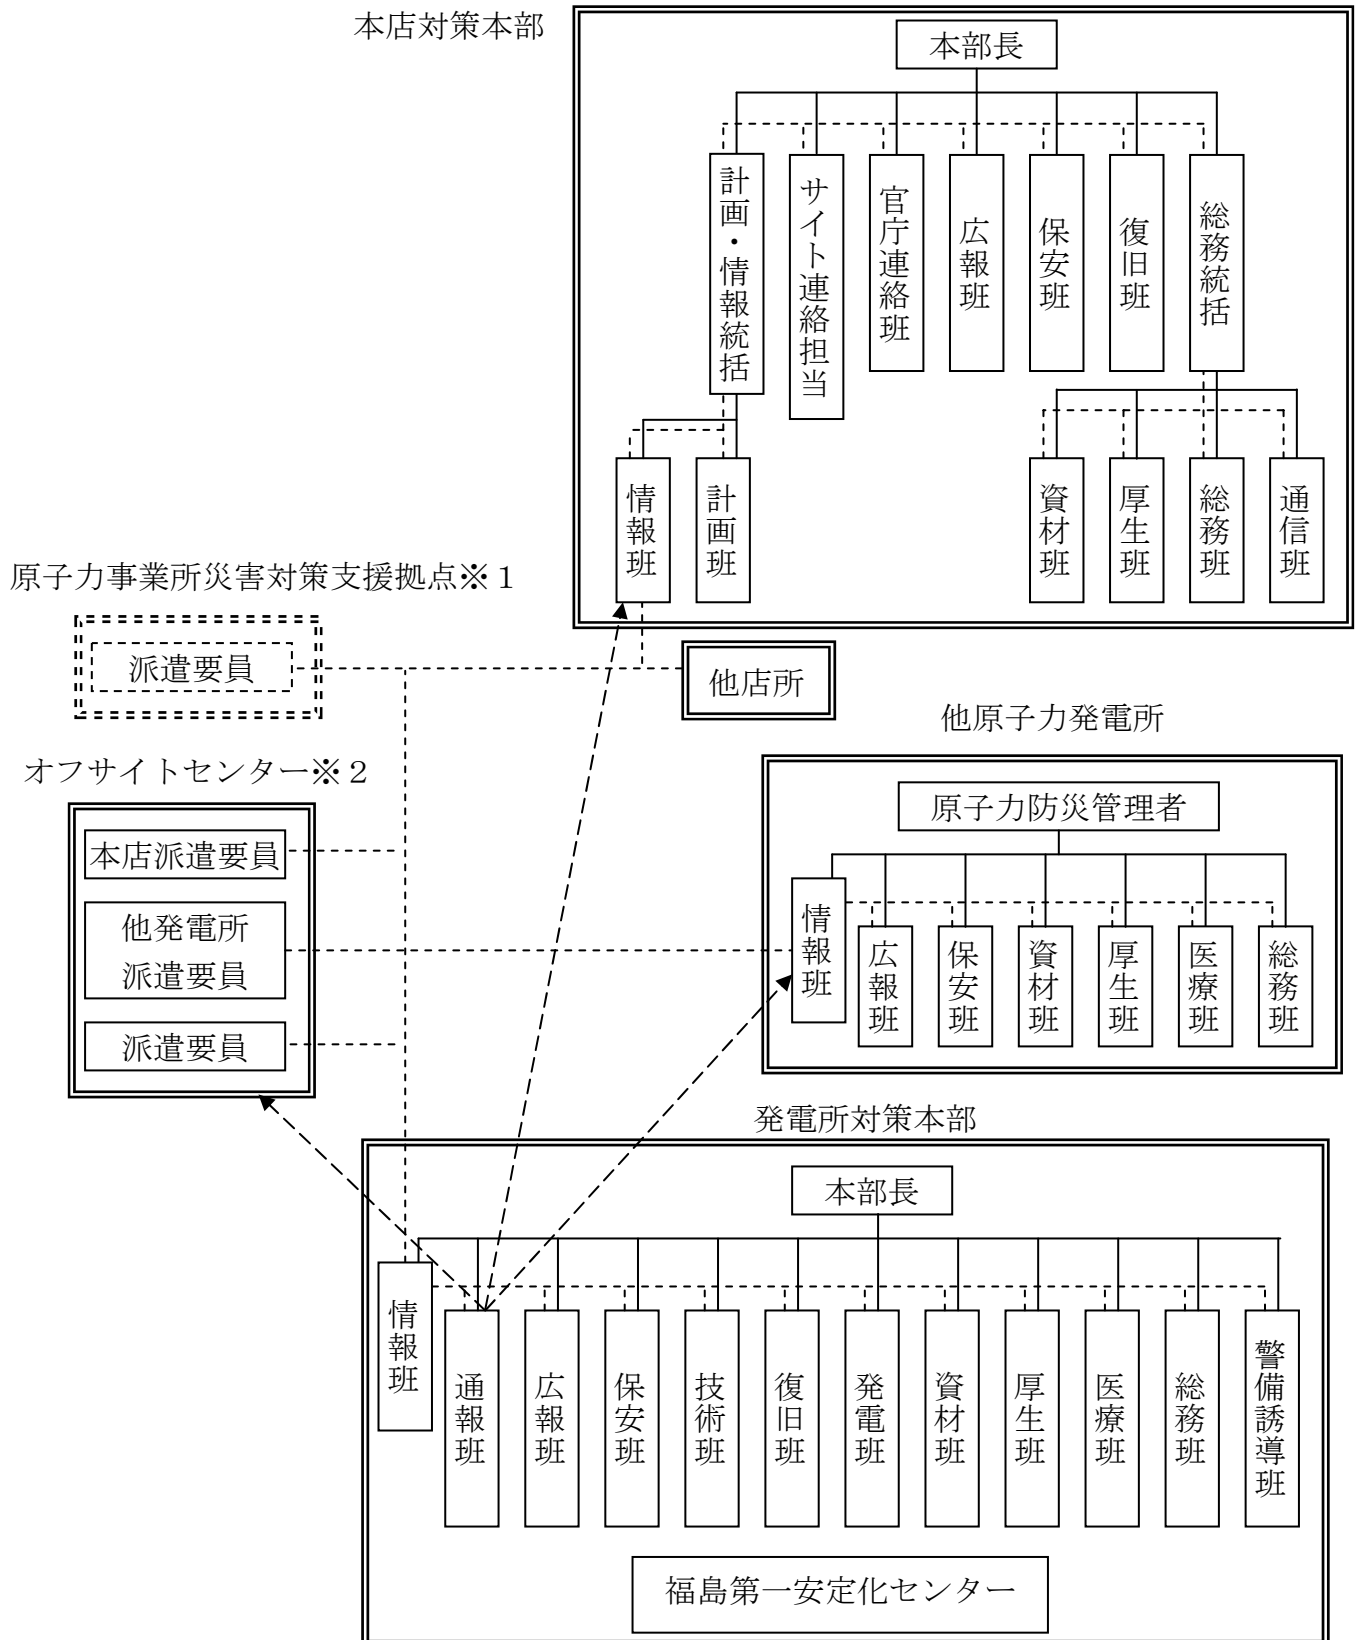 本店対策本部
本部長
計画・情報統括
サイト連絡担当
官庁連絡班
広報班
保安班
復旧班
総務統括
情報班
計画班
資材班
厚生班
総務班
通信班
原子力事業所災害対策支援拠点※1
派遣要員
他店所
オフサイトセンター※2
本店派遣要員
他発電所
派遣要員
派遣要員
他原子力発電所
原子力防災管理者
情報班
広報班
保安班
資材班
厚生班
医療班
総務班
発電所対策本部
本部長
情報班
通報班
広報班
保安班
技術班
復旧班
発電班
資材班
厚生班
医療班
総務班
警備誘導班
福島第一安定化センター